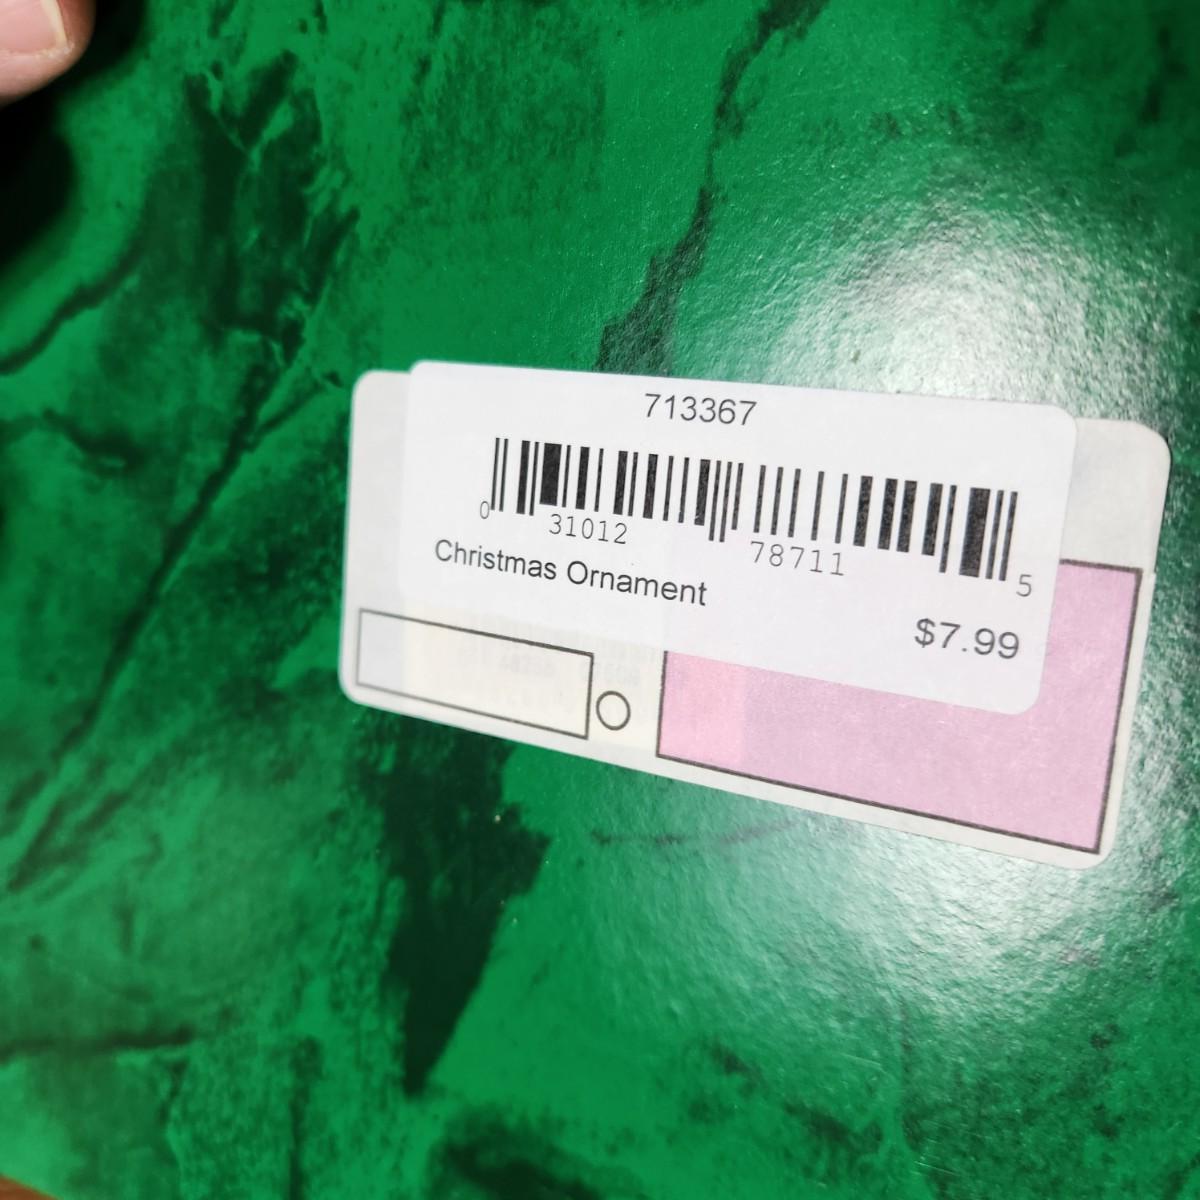 713367
0 31012 78711 5
Christmas Ornament
$7.99